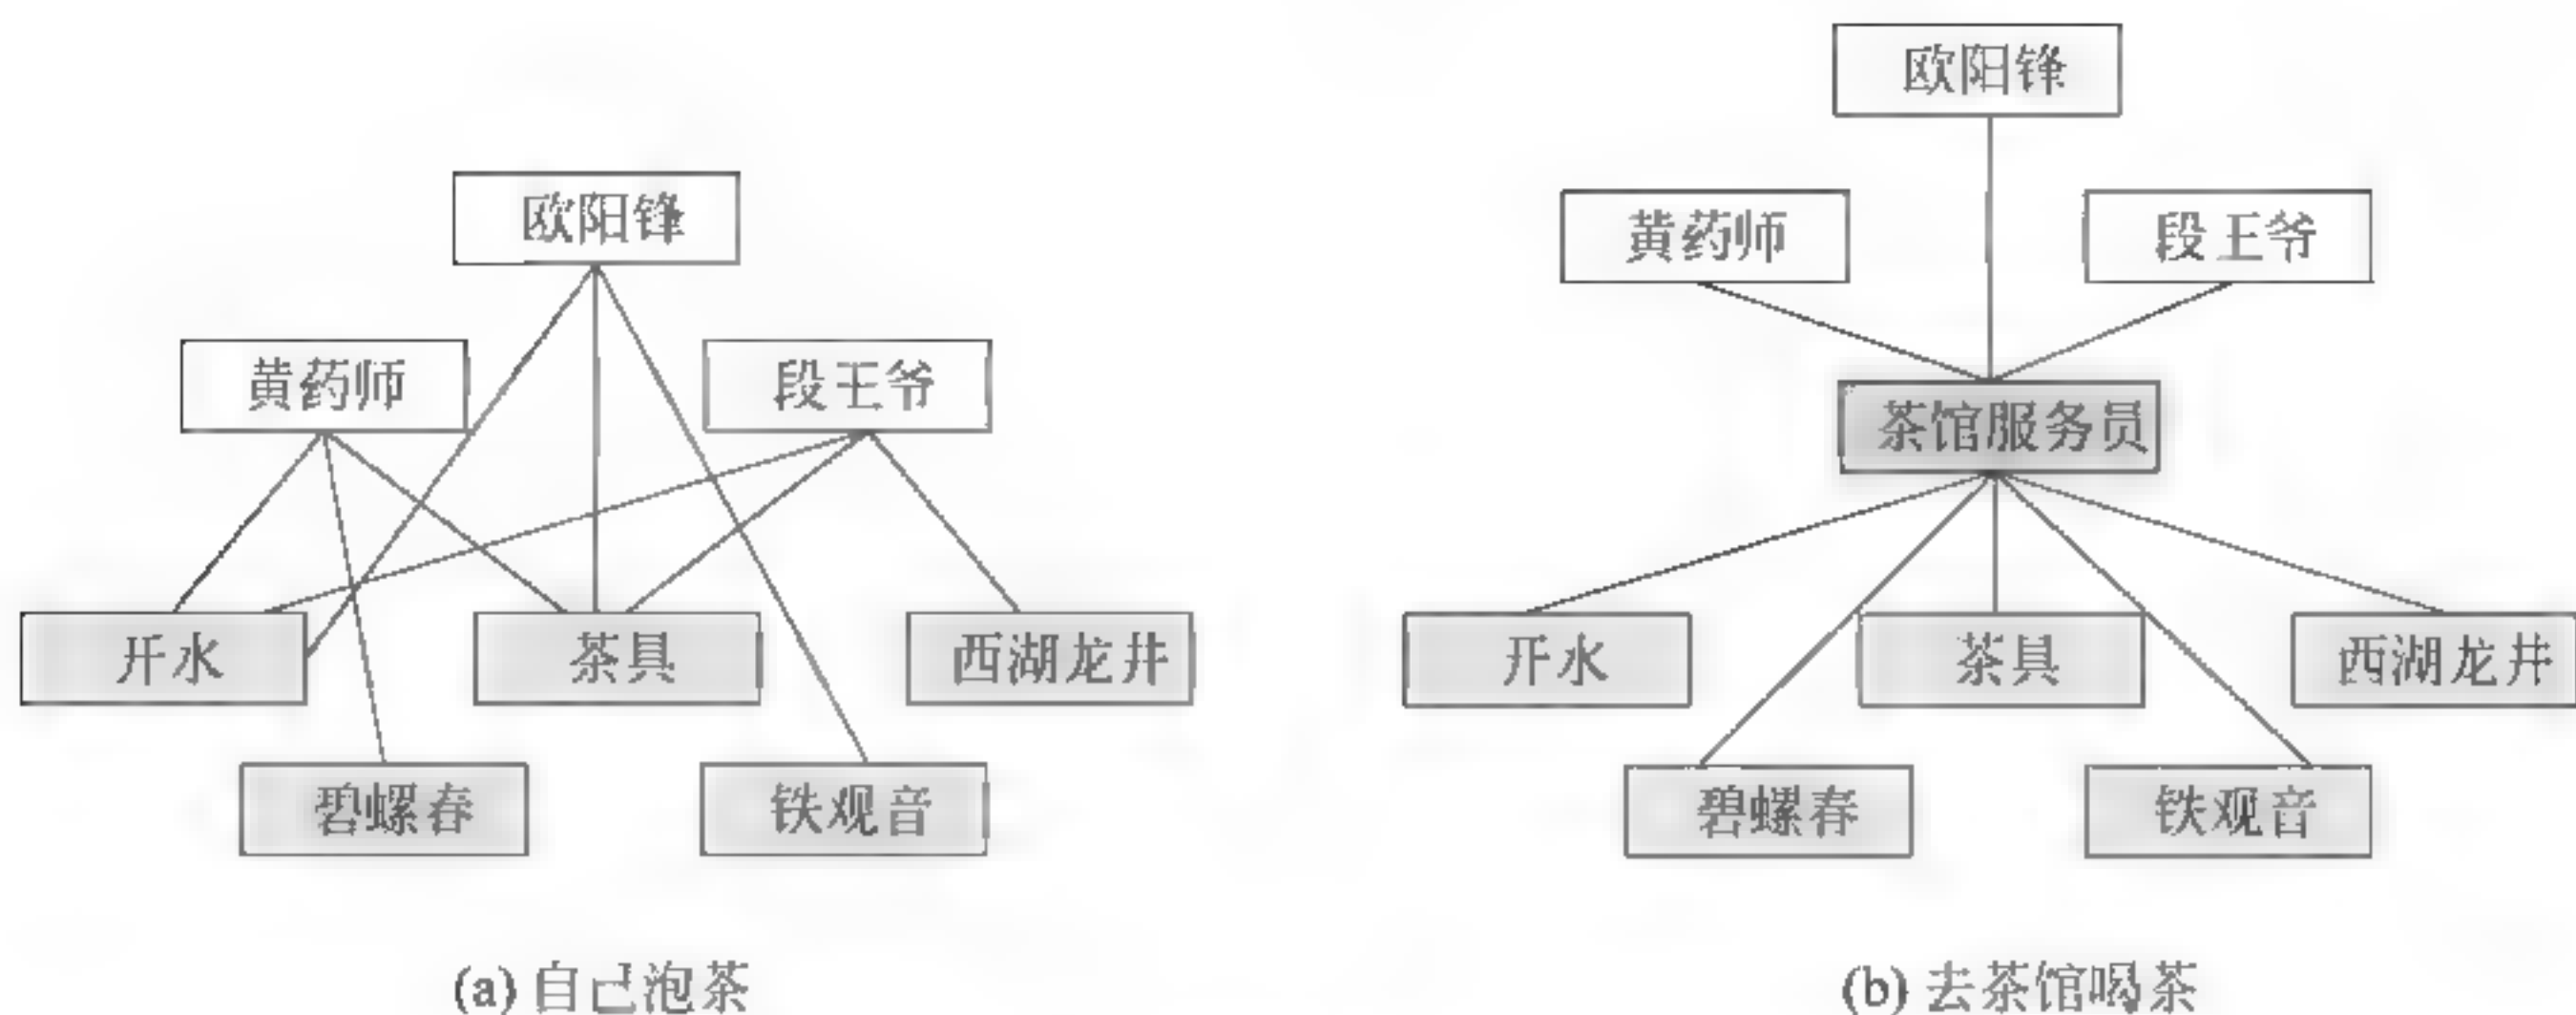 欧阳锋
黄药师
段王爷
开水
茶具
西湖龙井
碧螺春
铁观音
(a) 自己泡茶
欧阳锋
黄药师
段王爷
茶馆服务员
开水
茶具
西湖龙井
碧螺春
铁观音
(b) 去茶馆喝茶